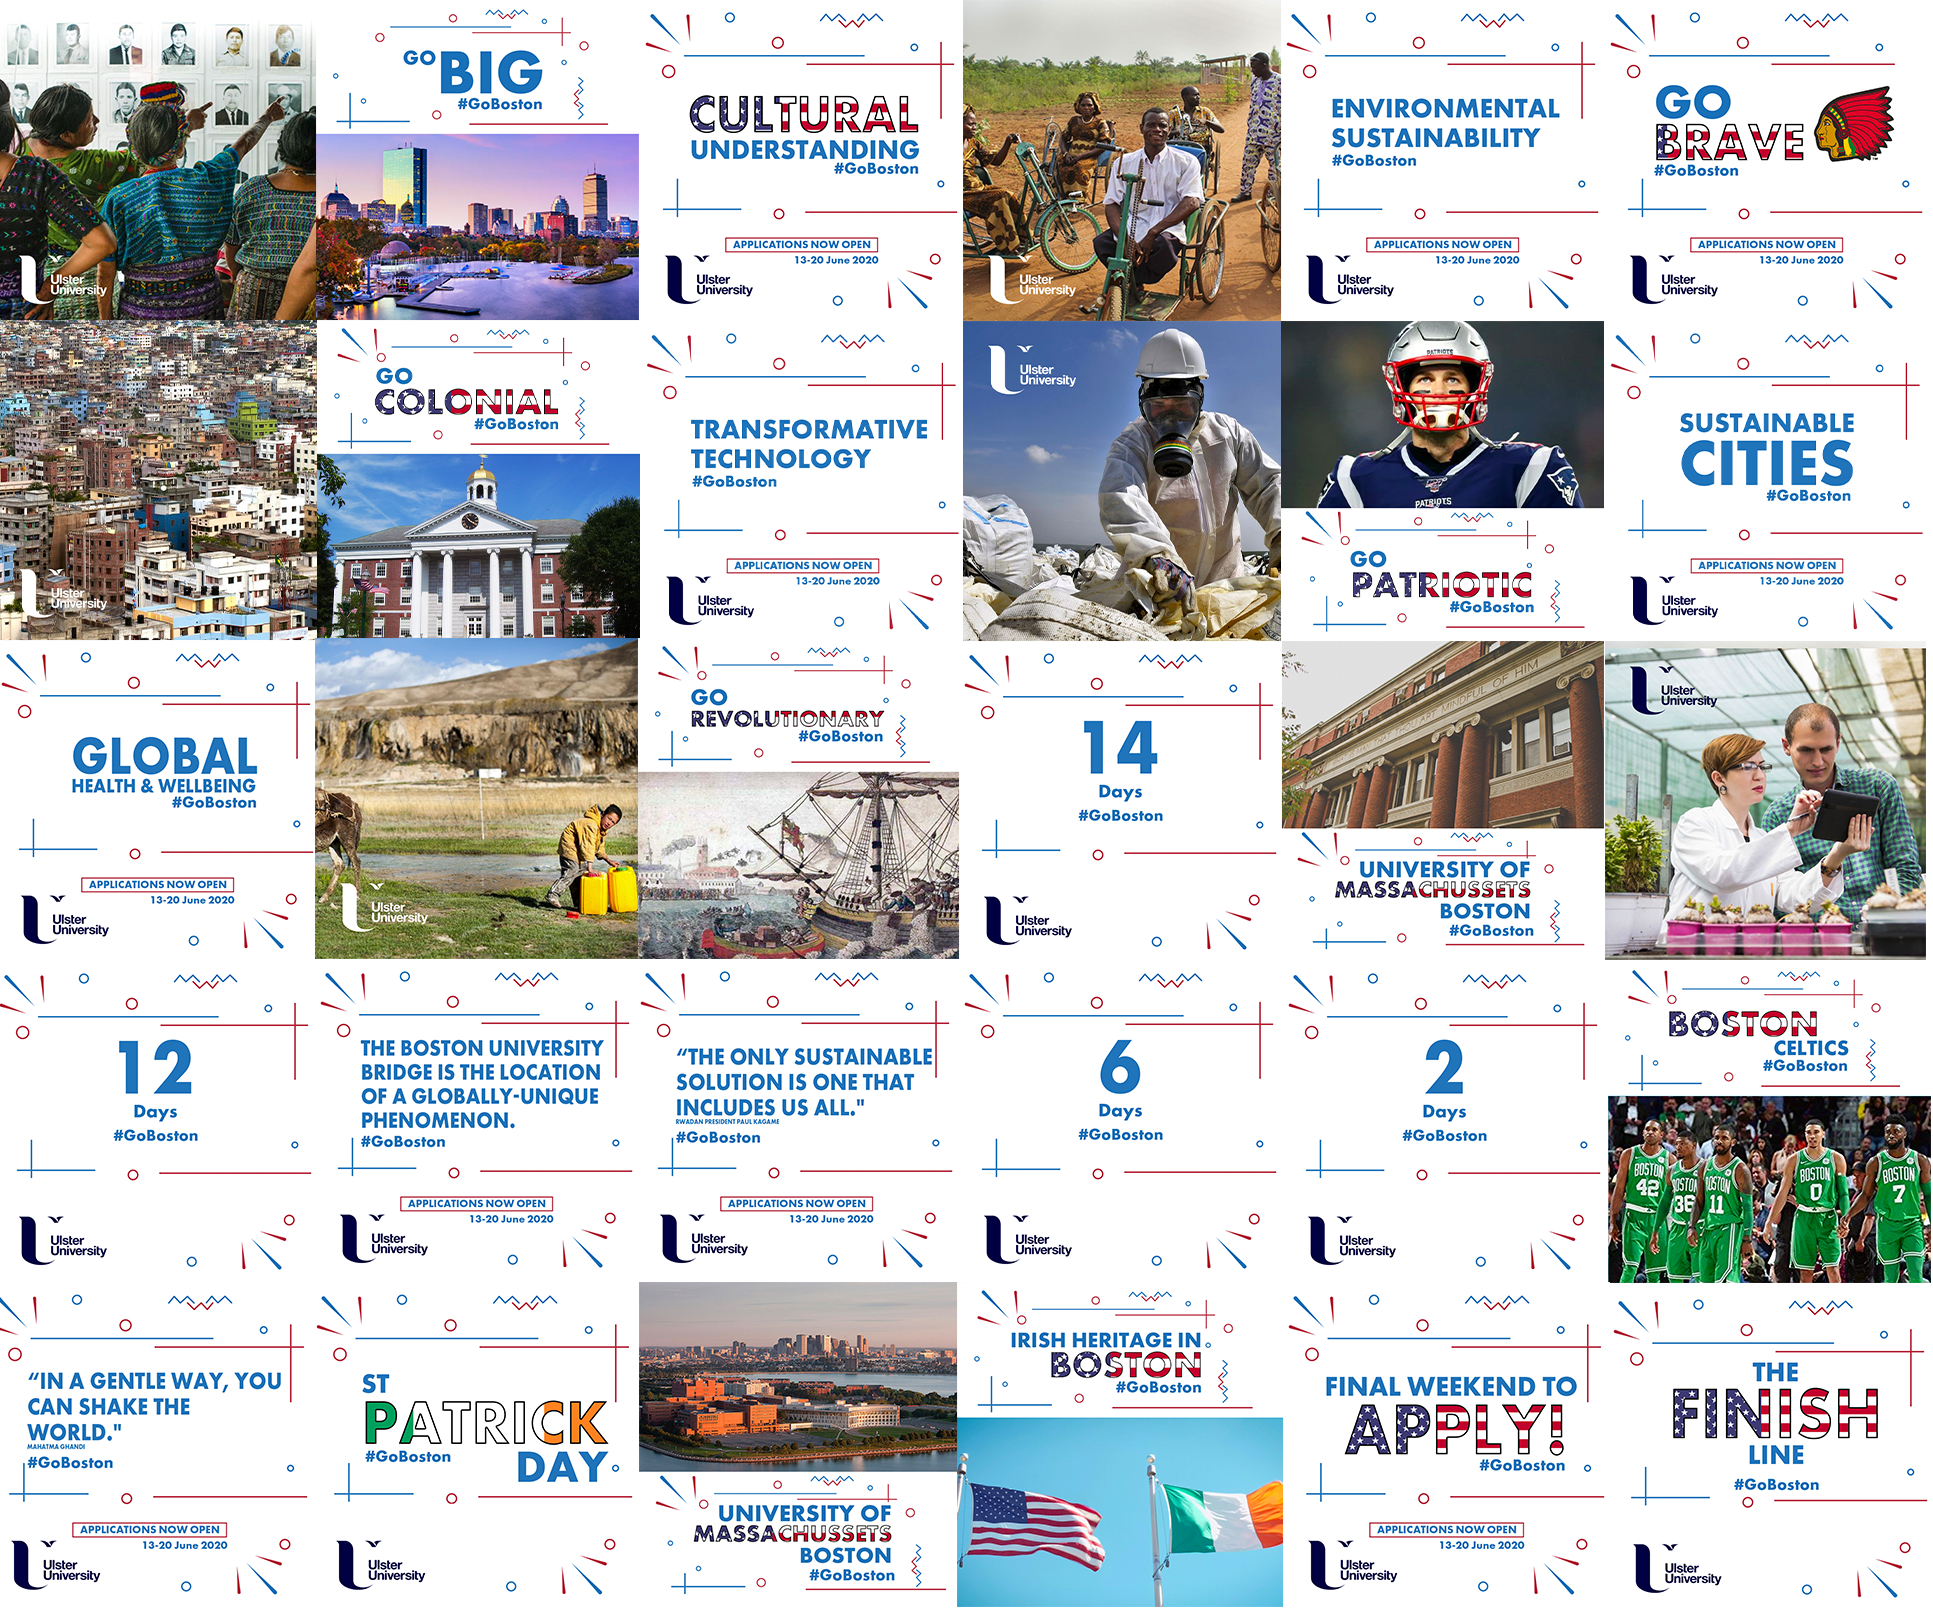 Ulster
University
GO BIG
#GoBoston
CULTURAL
UNDERSTANDING
#GoBoston
APPLICATIONS NOW OPEN
13-20 June 2020
Ulster
University
Ulster
University
ENVIRONMENTAL
SUSTAINABILITY
#GoBoston
APPLICATIONS NOW OPEN
13-20 June 2020
Ulster
University
GO
BRAVE
#GoBoston
APPLICATIONS NOW OPEN
13-20 June 2020
Ulster
University
Ulster
University
GO
COLONIAL
#GoBoston
TRANSFORMATIVE
TECHNOLOGY
#GoBoston
APPLICATIONS NOW OPEN
13-20 June 2020
Ulster
University
Ulster
University
PATRIOTS
PATRIOTS
GO
PATRIOTIC
#GoBoston
SUSTAINABLE
CITIES
#GoBoston
APPLICATIONS NOW OPEN
13-20 June 2020
Ulster
University
GLOBAL
HEALTH & WELLBEING
#GoBoston
APPLICATIONS NOW OPEN
13-20 June 2020
Ulster
University
Ulster
University
GO
REVOLUTIONARY
#GoBoston
14
Days
#GoBoston
Ulster
University
THOU ART MINDFUL OF HIM
UNIVERSITY OF
MASSACHUSSETS
BOSTON
#GoBoston
Ulster
University
12
Days
#GoBoston
Ulster
University
THE BOSTON UNIVERSITY
BRIDGE IS THE LOCATION
OF A GLOBALLY-UNIQUE
PHENOMENON.
#GoBoston
APPLICATIONS NOW OPEN
13-20 June 2020
Ulster
University
“THE ONLY SUSTAINABLE
SOLUTION IS ONE THAT
INCLUDES US ALL."
RWADAN PRESIDENT PAUL KAGAME
#GoBoston
APPLICATIONS NOW OPEN
13-20 June 2020
Ulster
University
6
Days
#GoBoston
Ulster
University
2
Days
#GoBoston
Ulster
University
BOSTON
CELTICS
#GoBoston
BOSTON
42
BOSTON
36
BOSTON
11
BOSTON
0
BOSTON
7
“IN A GENTLE WAY, YOU
CAN SHAKE THE
WORLD."
MAHATMA GHANDI
#GoBoston
APPLICATIONS NOW OPEN
13-20 June 2020
Ulster
University
ST
PATRICK
#GoBoston
DAY
Ulster
University
UNIVERSITY OF
MASSACHUSSETS
BOSTON
#GoBoston
IRISH HERITAGE IN
BOSTON
#GoBoston
FINAL WEEKEND TO
APPLY!
#GoBoston
APPLICATIONS NOW OPEN
13-20 June 2020
Ulster
University
THE
FINISH
LINE
#GoBoston
Ulster
University